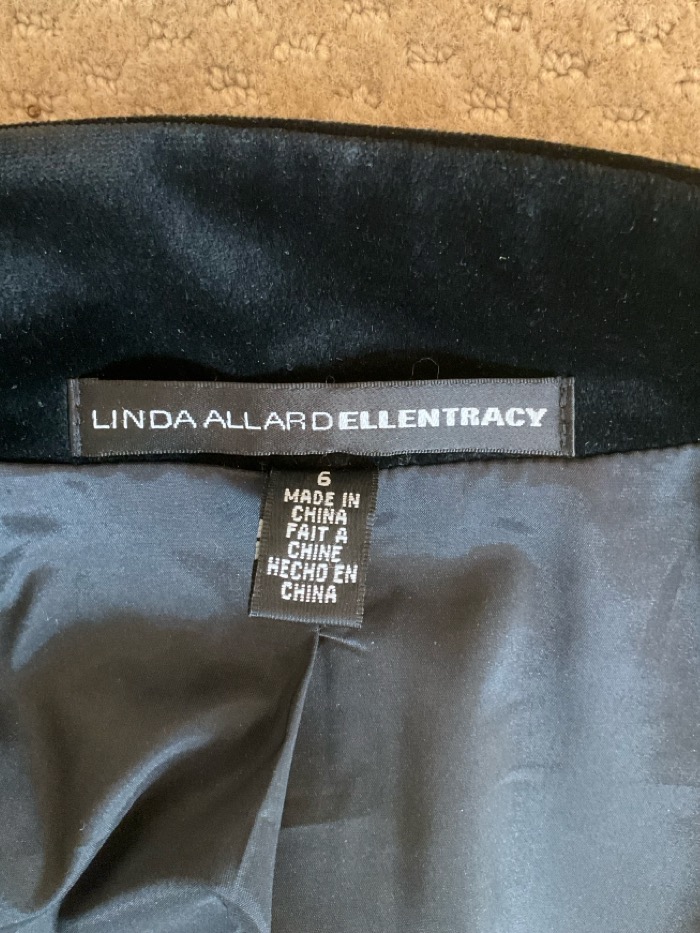 LINDA ALLARD ELLEN TRACY
6
MADE IN
CHINA
FAIT A
CHINE
HECHO EN
CHINA